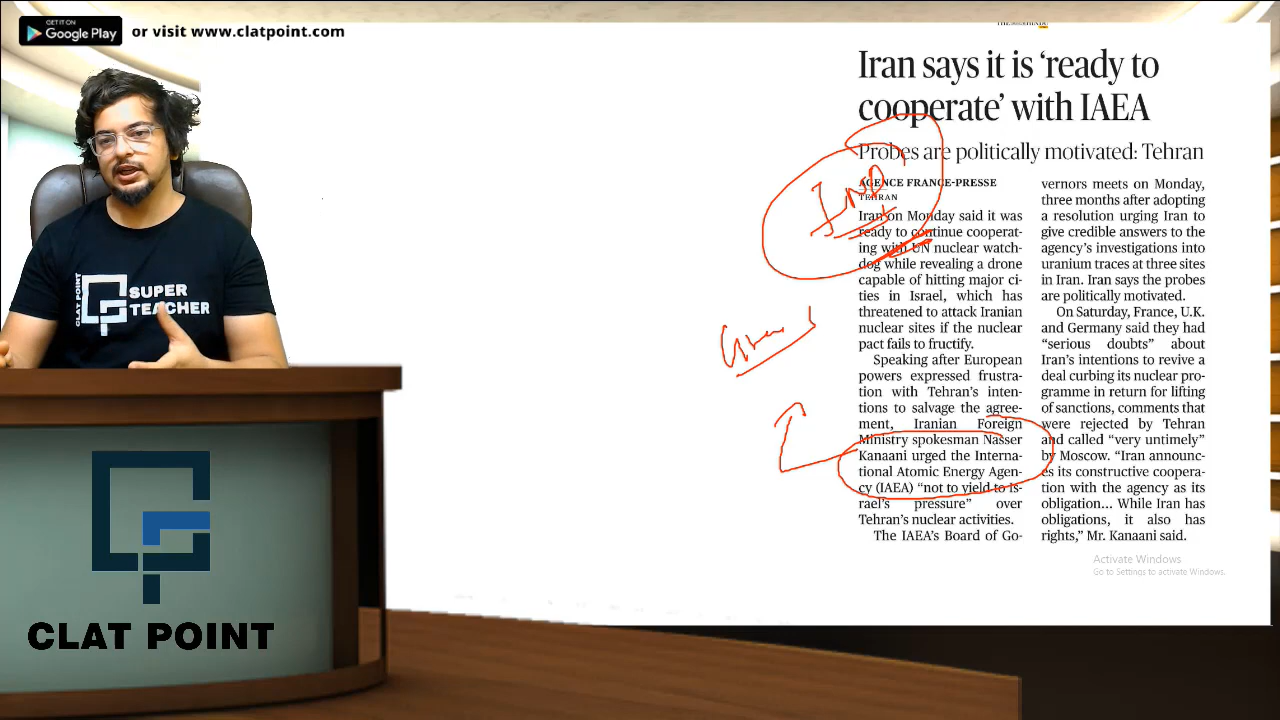 GET IT ON
Google Play
or visit www.clatpoint.com
CLAT POINT
SUPER
TEACHER
CLAT POINT
Iran says it is ‘ready to
cooperate’ with IAEA
Probes are politically motivated: Tehran
AGENCE FRANCE-PRESSE
TEHRAN
Iran on Monday said it was
ready to continue cooperat-
ing with UN nuclear watch-
dog while revealing a drone
capable of hitting major ci-
ties in Israel, which has
threatened to attack Iranian
nuclear sites if the nuclear
pact fails to fructify.
Speaking after European
powers expressed frustra-
tion with Tehran’s inten-
tions to salvage the agree-
ment, Iranian Foreign
Ministry spokesman Nasser
Kanaani urged the Interna-
tional Atomic Energy Agen-
cy (IAEA) “not to yield to Is-
rael’s pressure” over
Tehran’s nuclear activities.
The IAEA’s Board of Go-
vernors meets on Monday,
three months after adopting
a resolution urging Iran to
give credible answers to the
agency’s investigations into
uranium traces at three sites
in Iran. Iran says the probes
are politically motivated.
On Saturday, France, U.K.
and Germany said they had
“serious doubts” about
Iran’s intentions to revive a
deal curbing its nuclear pro-
gramme in return for lifting
of sanctions, comments that
were rejected by Tehran
and called “very untimely”
by Moscow. “Iran announc-
es its constructive coopera-
tion with the agency as its
obligation... While Iran has
obligations, it also has
rights,” Mr. Kanaani said.
Activate Windows
Go to Settings to activate Windows.